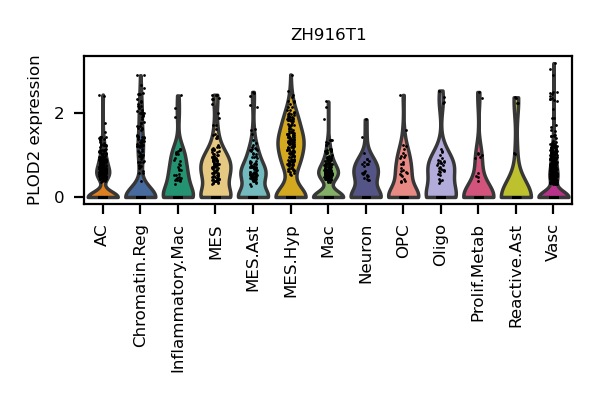 ZH916T1
PLOD2 expression
2
0
AC
Chromatin.Reg
Inflammatory.Mac
MES
MES.Ast
MES.Hyp
Mac
Neuron
OPC
Oligo
Prolif.Metab
Reactive.Ast
Vasc